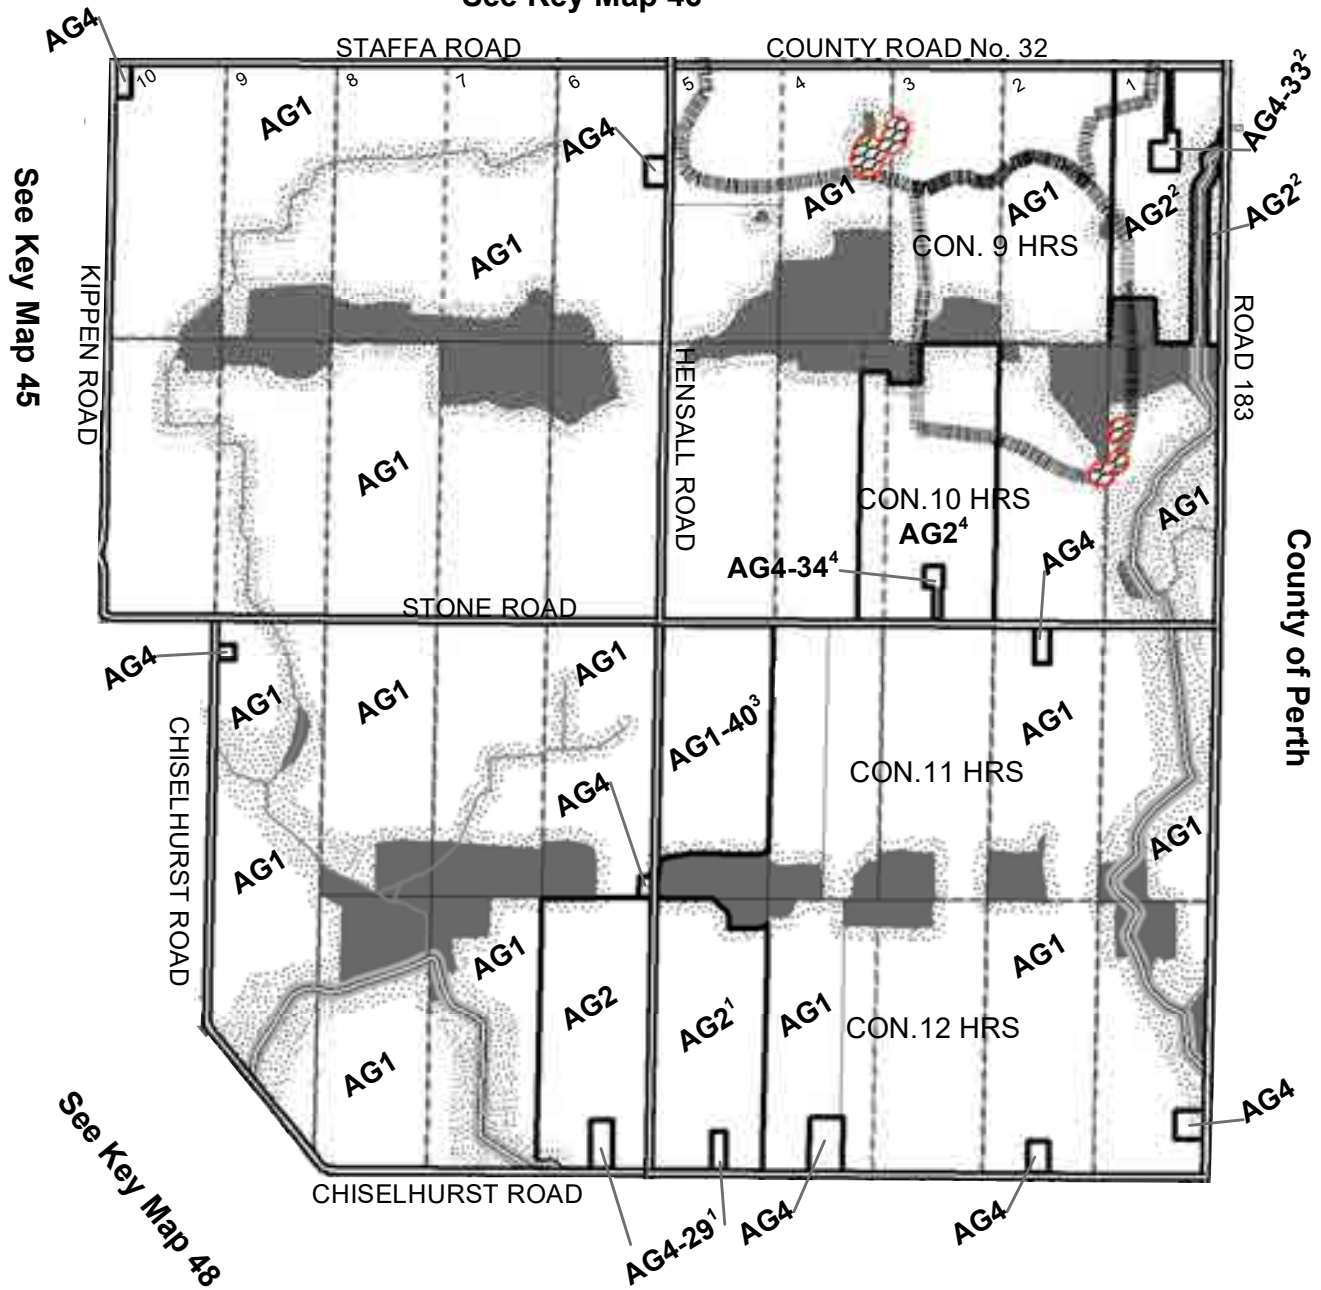 See Key Map
AG4
STAFFA ROAD
COUNTY ROAD No. 32
10
9
8
7
6
5
4
3
2
1
AG4-33²
AG1
AG4
AG1
AG1
AG2²
AG2²
See Key Map 45
CON. 9 HRS
AG1
KIPPEN ROAD
ROAD 183
HENSALL ROAD
AG1
CON.10 HRS
AG1
AG2⁴
AG4
AG4-34⁴
County of Perth
STONE ROAD
AG4
AG1
AG1
AG1
AG1-40³
AG1
CON.11 HRS
CHISELHURST ROAD
AG4
AG1
AG1
AG1
AG1
AG2
AG2¹
AG1
CON.12 HRS
AG1
AG4
See Key Map 48
CHISELHURST ROAD
AG4-29¹
AG4
AG4